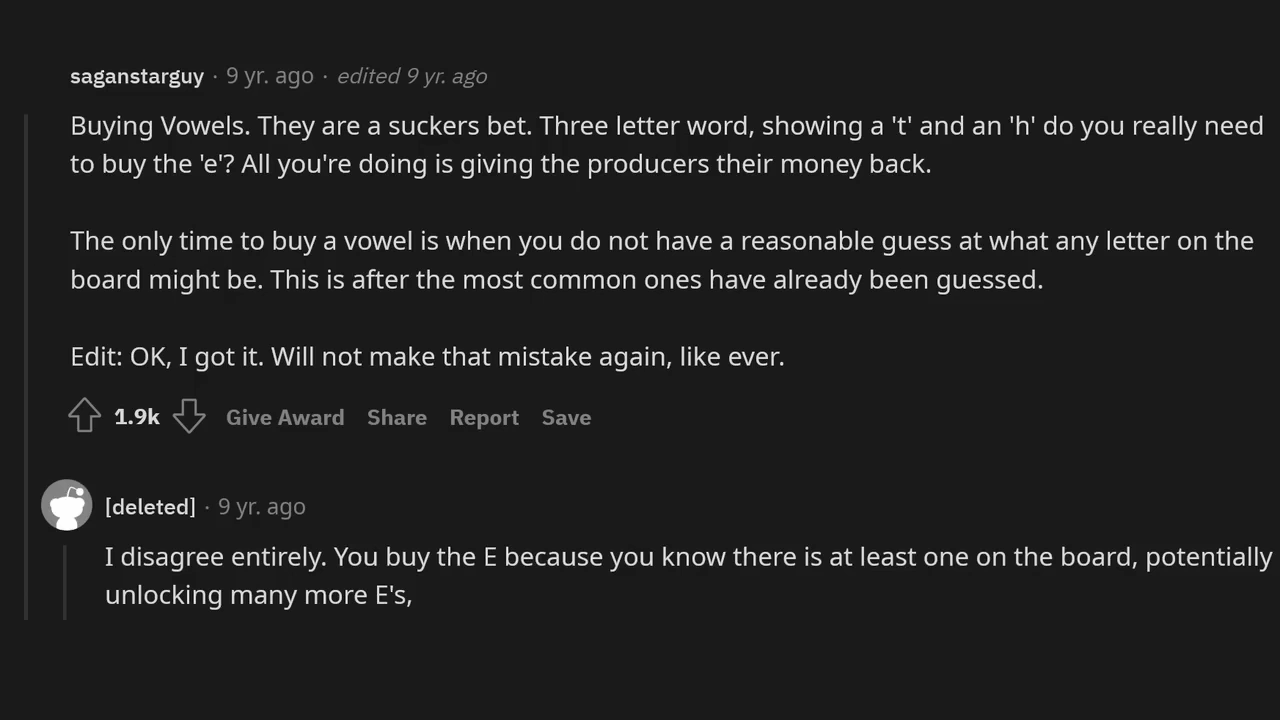 saganstarguy · 9 yr. ago · edited 9 yr. ago
Buying Vowels. They are a suckers bet. Three letter word, showing a 't' and an 'h' do you really need
to buy the 'e'? All you're doing is giving the producers their money back.
The only time to buy a vowel is when you do not have a reasonable guess at what any letter on the
board might be. This is after the most common ones have already been guessed.
Edit: OK, I got it. Will not make that mistake again, like ever.
1.9k Give Award Share Report Save
[deleted] · 9 yr. ago
I disagree entirely. You buy the E because you know there is at least one on the board, potentially
unlocking many more E's,